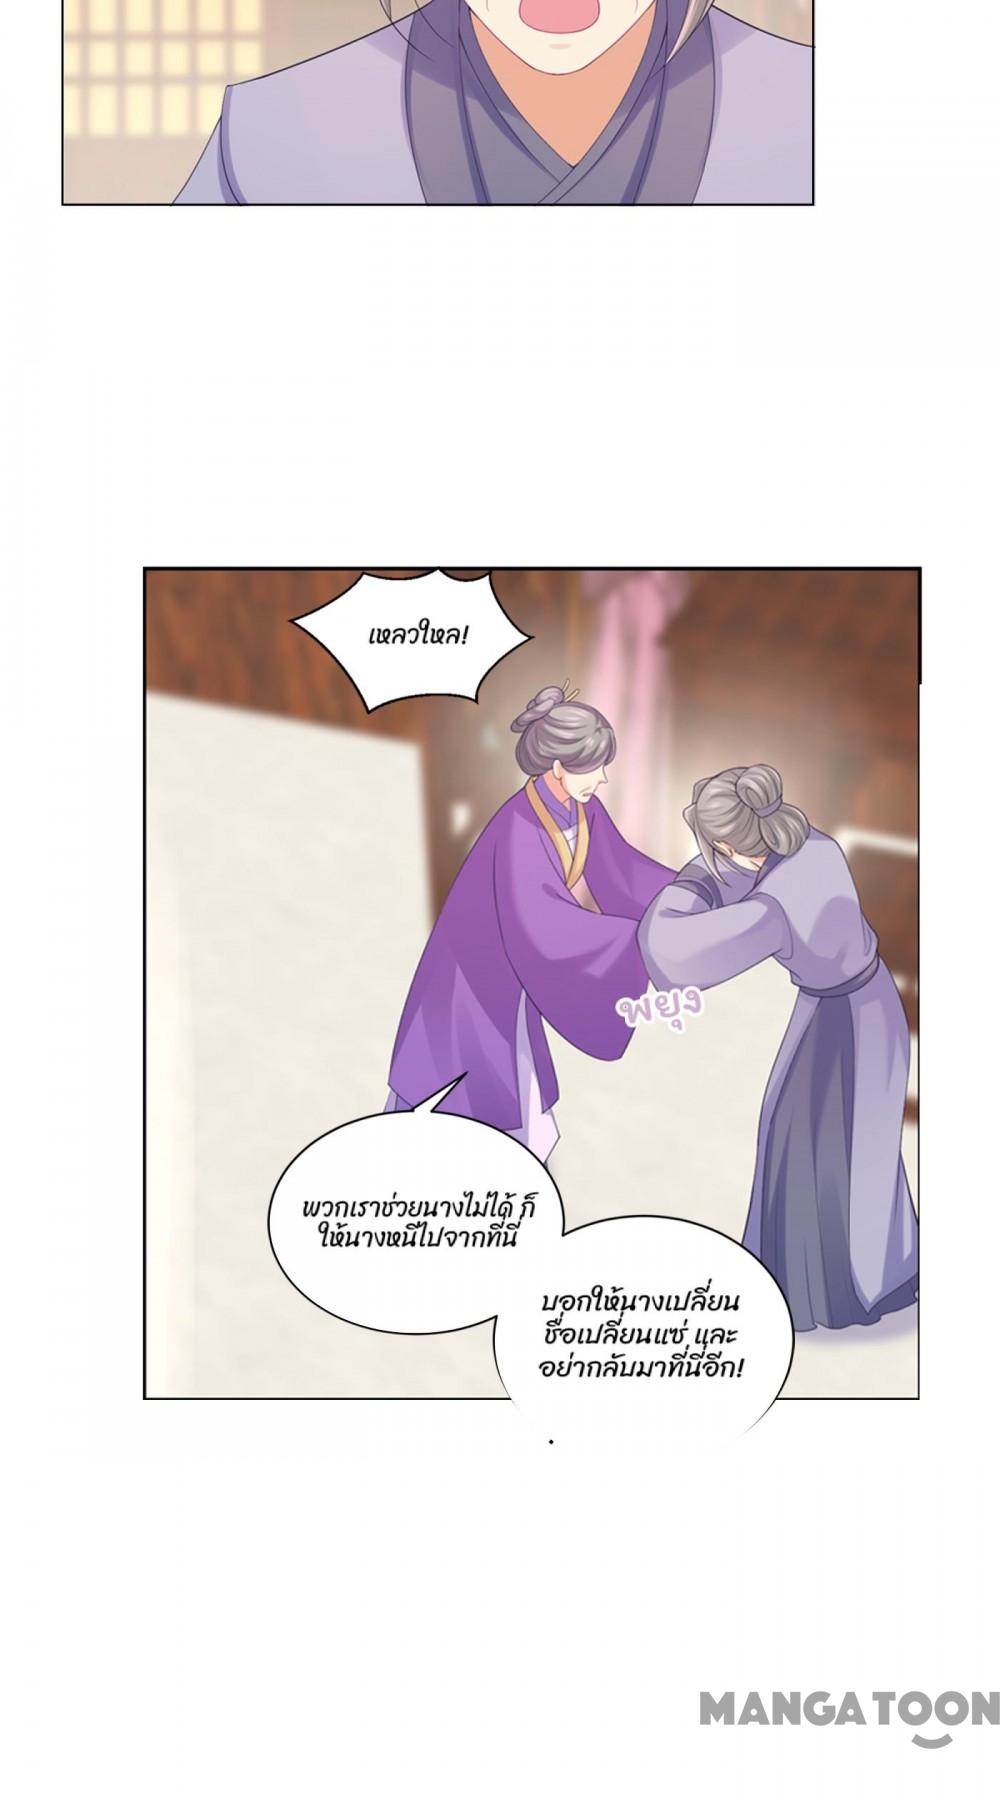 เหลวใหล!
พยุง
พวกเราช่วยนางไม่ได้ ก็
ให้นางหนีไปจากที่นี่
บอกให้นางเปลี่ยน
ชื่อเปลี่ยนแซ่ และ
อย่ากลับมาที่นี่อีก!
MANGATOON